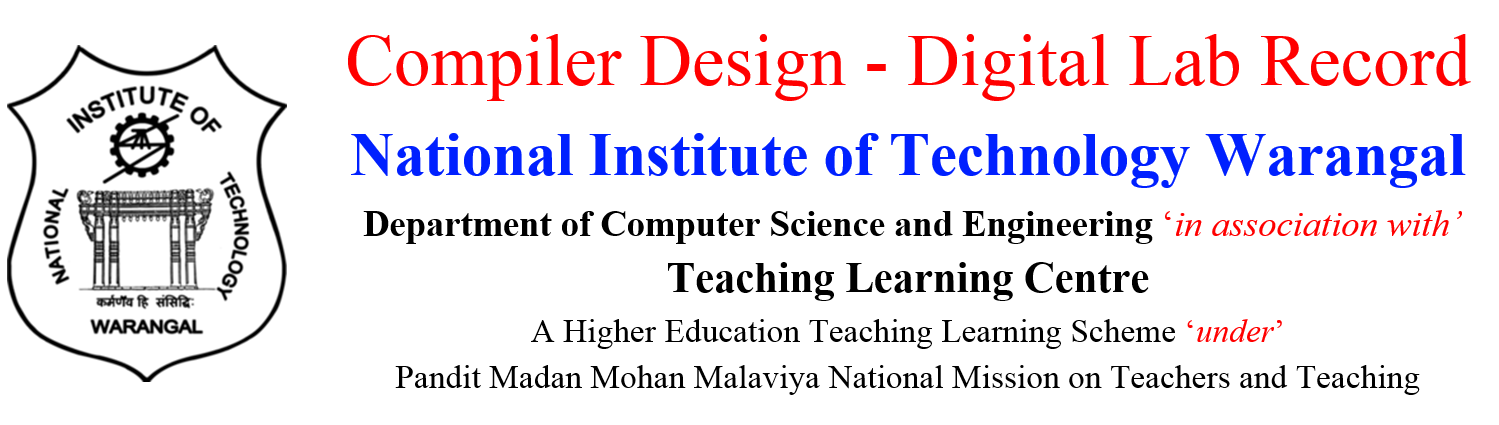 INSTITUTE OF
NATIONAL
TECHNOLOGY
कर्मण्यैव हि संसिद्धिः
WARANGAL
Compiler Design - Digital Lab Record
National Institute of Technology Warangal
Department of Computer Science and Engineering ‘in association with’
Teaching Learning Centre
A Higher Education Teaching Learning Scheme ‘under’
Pandit Madan Mohan Malaviya National Mission on Teachers and Teaching